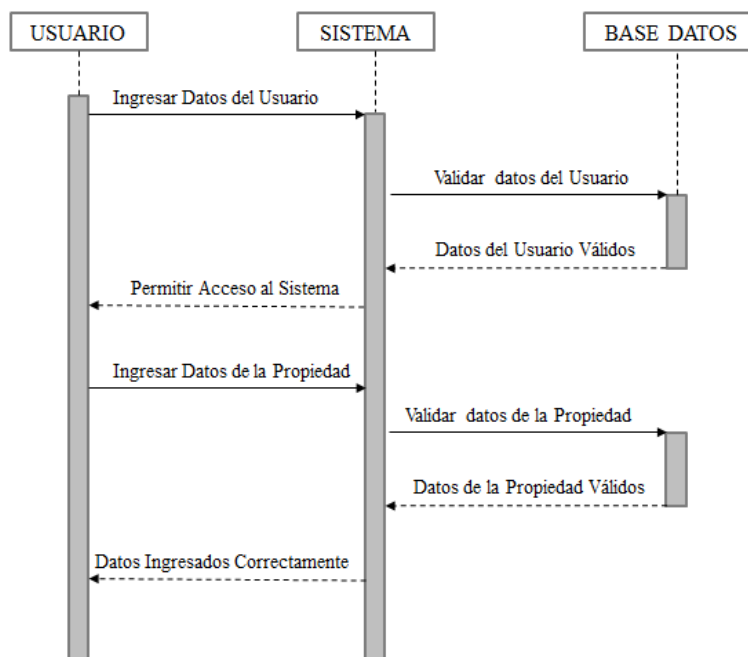 USUARIO
SISTEMA
BASE DATOS
Ingresar Datos del Usuario
Validar datos del Usuario
Datos del Usuario Válidos
Permitir Acceso al Sistema
Ingresar Datos de la Propiedad
Validar datos de la Propiedad
Datos de la Propiedad Válidos
Datos Ingresados Correctamente